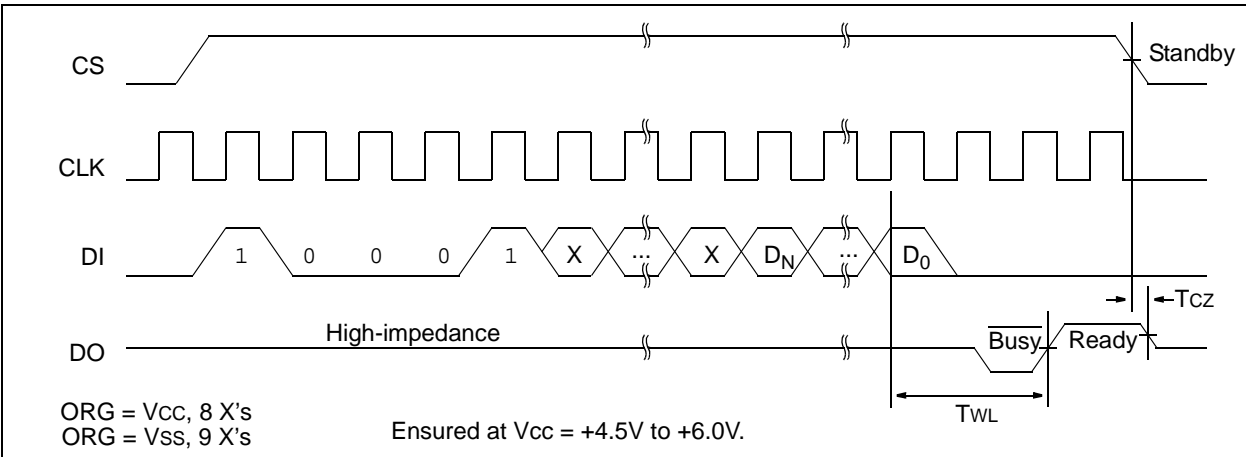 CS
Standby
CLK
DI
1 0 0 0 1 X ... X DN ... D0
TCZ
High-impedance
DO
Busy Ready
TWL
ORG = VCC, 8 X's
ORG = VSS, 9 X's
Ensured at Vcc = +4.5V to +6.0V.